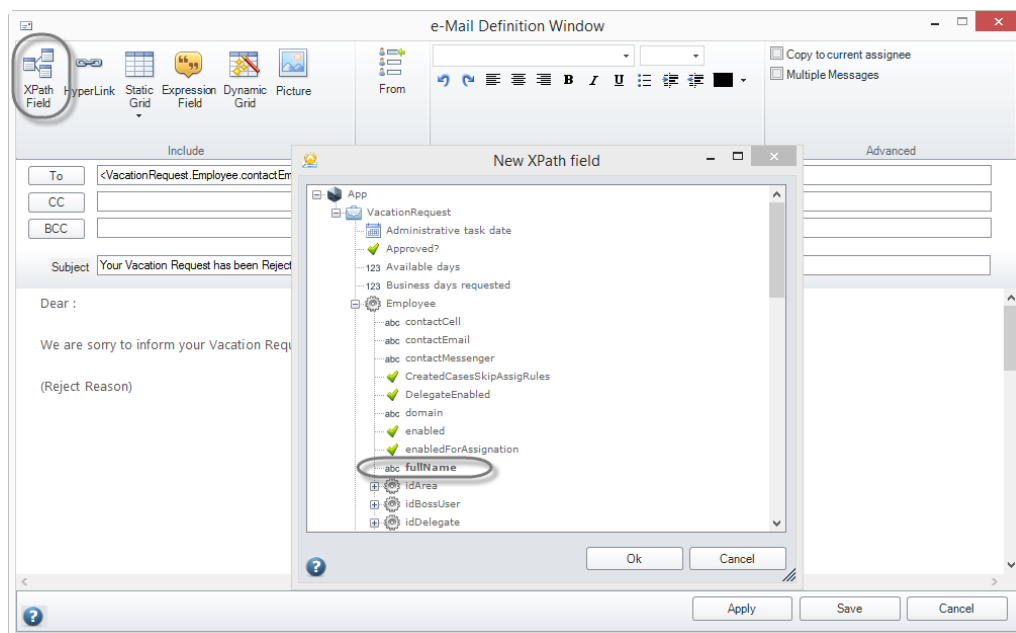 e-Mail Definition Window
XPath Field
HyperLink
Static Grid
Expression Field
Dynamic Grid
Picture
From
B I U
Copy to current assignee
Multiple Messages
Include
Advanced
To
<VacationRequest.Employee.contactEm
CC
BCC
Subject
Your Vacation Request has been Reject
Dear :
We are sorry to inform your Vacation Requ
(Reject Reason)
New XPath field
App
VacationRequest
Administrative task date
Approved?
123 Available days
123 Business days requested
Employee
abc contactCell
abc contactEmail
abc contactMessenger
CreatedCasesSkipAssigRules
DelegateEnabled
abc domain
enabled
enabledForAssignation
abc fullName
idArea
idBossUser
idDelegate
Ok
Cancel
Apply
Save
Cancel